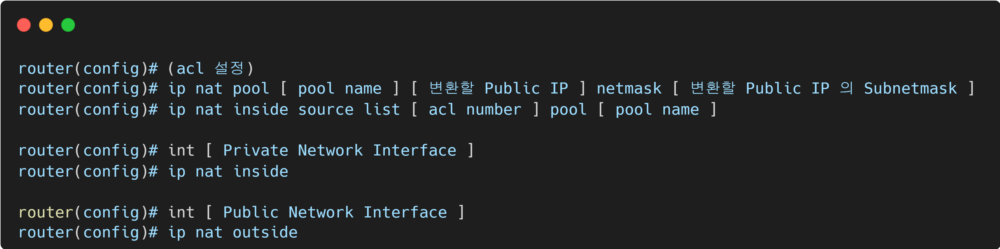 router(config)# (acl 설정)
router(config)# ip nat pool [ pool name ] [ 변환할 Public IP ] netmask [ 변환할 Public IP 의 Subnetmask ]
router(config)# ip nat inside source list [ acl number ] pool [ pool name ]
router(config)# int [ Private Network Interface ]
router(config)# ip nat inside
router(config)# int [ Public Network Interface ]
router(config)# ip nat outside